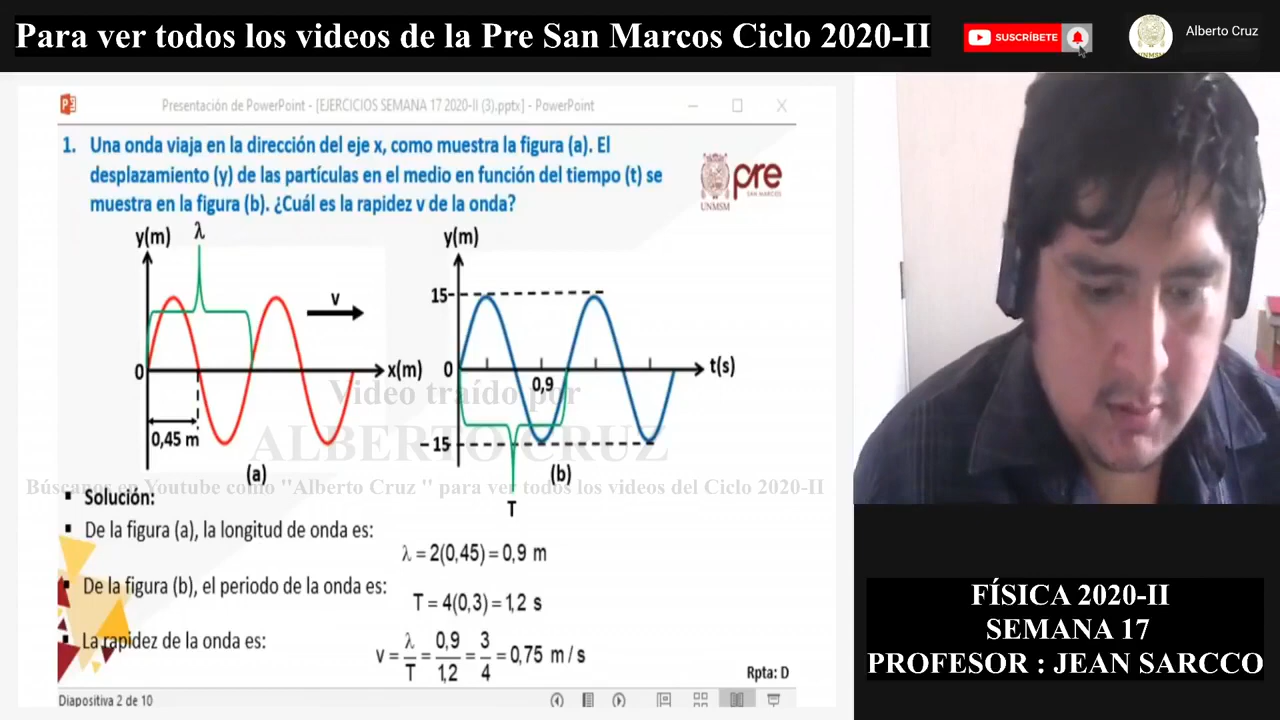 Para ver todos los videos de la Pre San Marcos Ciclo 2020-II
SUSCRÍBETE
UNMSM
Alberto Cruz
Presentación de PowerPoint - [EJERCICIOS SEMANA 17 2020-II (3).pptx] - PowerPoint
1. Una onda viaja en la dirección del eje x, como muestra la figura (a). El
desplazamiento (y) de las partículas en el medio en función del tiempo (t) se
muestra en la figura (b). ¿Cuál es la rapidez v de la onda?
UNMSM
pre
SAN MARCOS
y(m)
λ
v
0
x(m)
0,45 m
(a)
y(m)
15
0
0,9
t(s)
–15
(b)
T
Video traído por
ALBERTO CRUZ
Búscanos en Youtube como "Alberto Cruz " para ver todos los videos del Ciclo 2020-II
▪ Solución:
▪ De la figura (a), la longitud de onda es:
λ = 2(0,45) = 0,9 m
▪ De la figura (b), el periodo de la onda es:
T = 4(0,3) = 1,2 s
▪ La rapidez de la onda es:
v = λ/T = 0,9/1,2 = 3/4 = 0,75 m/s
Rpta: D
Diapositiva 2 de 10
FÍSICA 2020-II
SEMANA 17
PROFESOR : JEAN SARCCO